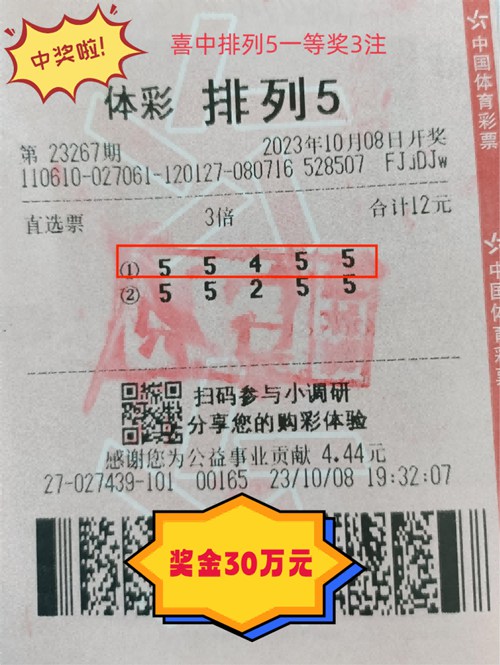 中奖啦!
喜中排列5一等奖3注
中国体育彩票
体彩 排列5
第 23267期 2023年10月08日开奖
110610-027061-120127-080716 528507 FJuDJw
直选票 3倍 合计12元
① 5 5 4 5 5
② 5 5 2 5 5
扫码参与小调研
分享您的购彩体验
感谢您为公益事业贡献 4.44元
27-027439-101 00165 23/10/08 19:32:07
奖金30万元